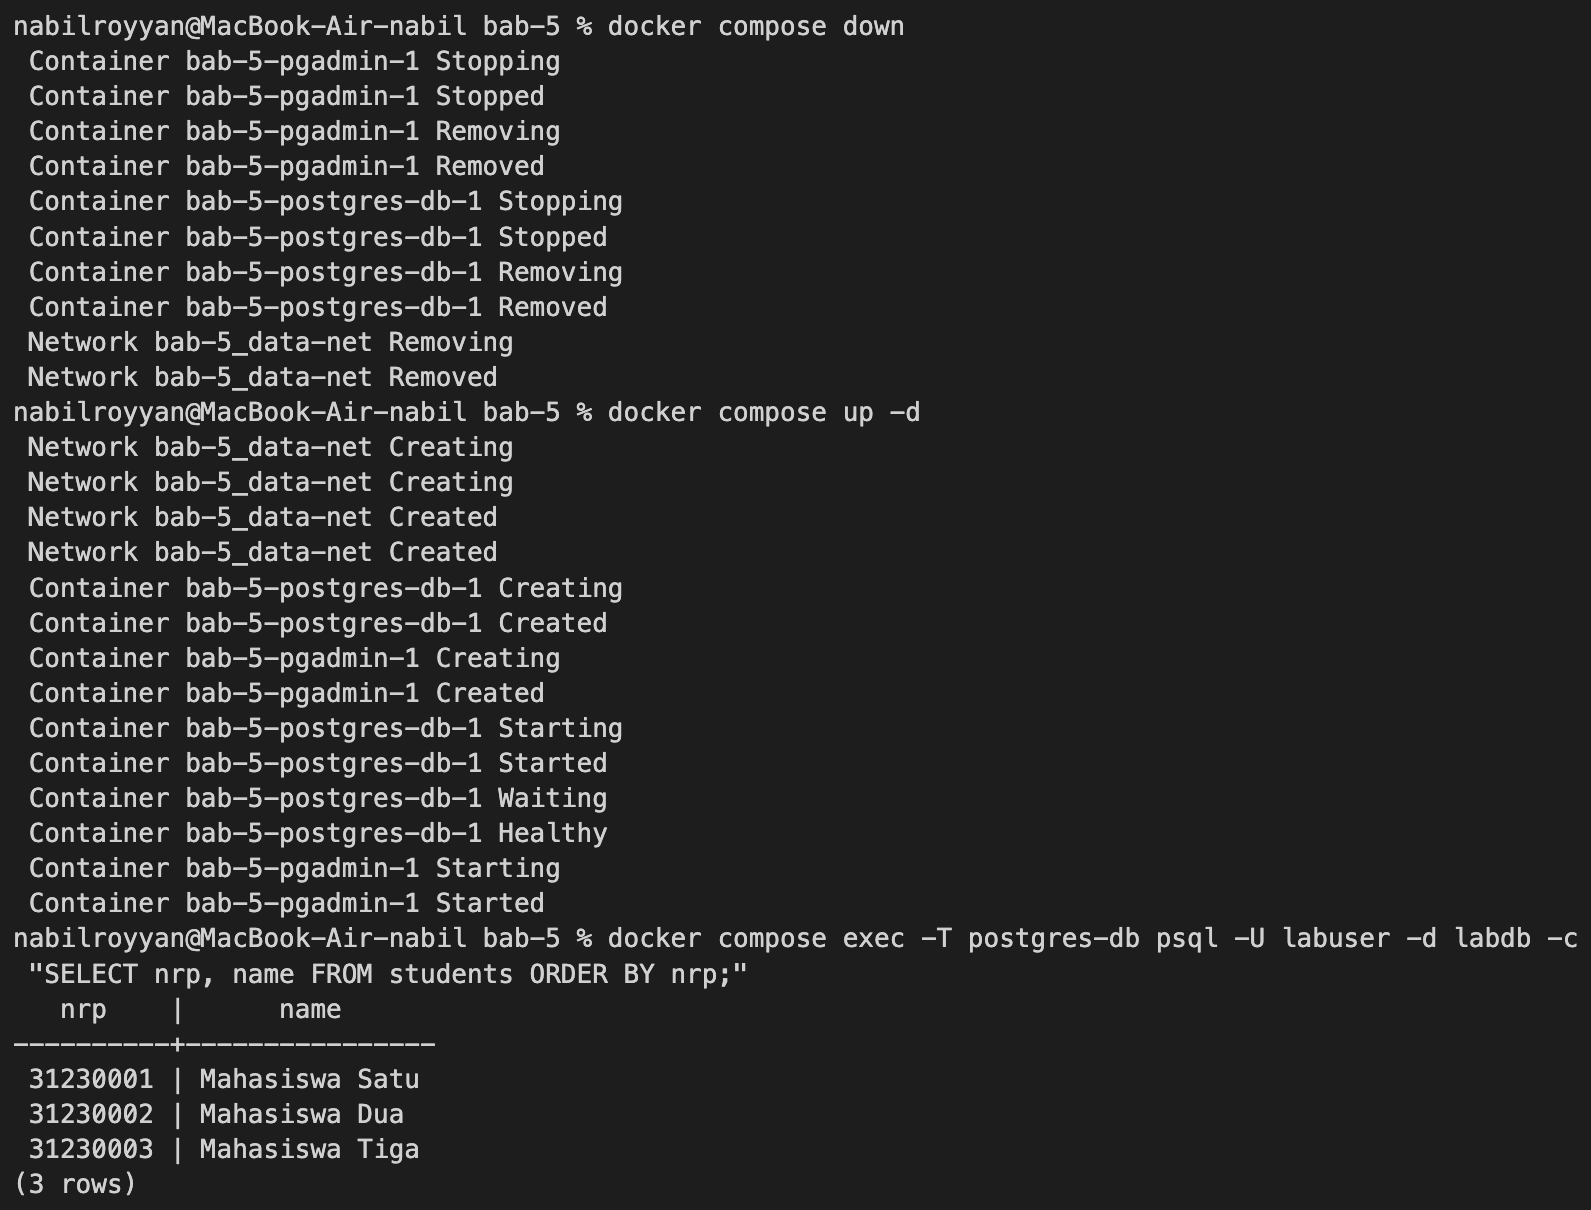 nabilroyyan@MacBook-Air-nabil bab-5 % docker compose down
Container bab-5-pgadmin-1 Stopping
Container bab-5-pgadmin-1 Stopped
Container bab-5-pgadmin-1 Removing
Container bab-5-pgadmin-1 Removed
Container bab-5-postgres-db-1 Stopping
Container bab-5-postgres-db-1 Stopped
Container bab-5-postgres-db-1 Removing
Container bab-5-postgres-db-1 Removed
Network bab-5_data-net Removing
Network bab-5_data-net Removed
nabilroyyan@MacBook-Air-nabil bab-5 % docker compose up -d
Network bab-5_data-net Creating
Network bab-5_data-net Creating
Network bab-5_data-net Created
Network bab-5_data-net Created
Container bab-5-postgres-db-1 Creating
Container bab-5-postgres-db-1 Created
Container bab-5-pgadmin-1 Creating
Container bab-5-pgadmin-1 Created
Container bab-5-postgres-db-1 Starting
Container bab-5-postgres-db-1 Started
Container bab-5-postgres-db-1 Waiting
Container bab-5-postgres-db-1 Healthy
Container bab-5-pgadmin-1 Starting
Container bab-5-pgadmin-1 Started
nabilroyyan@MacBook-Air-nabil bab-5 % docker compose exec -T postgres-db psql -U labuser -d labdb -c
"SELECT nrp, name FROM students ORDER BY nrp;"
   nrp    |      name
----------+----------------
 31230001 | Mahasiswa Satu
 31230002 | Mahasiswa Dua
 31230003 | Mahasiswa Tiga
(3 rows)